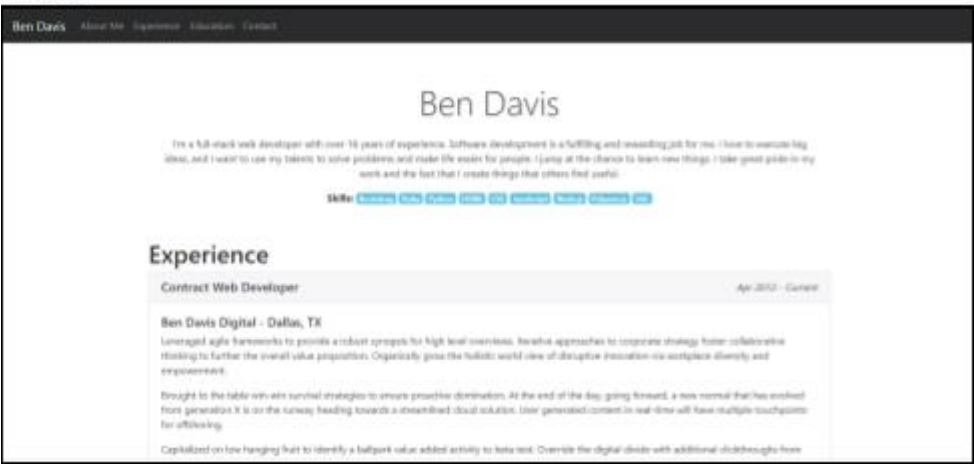 Ben Davis About Me Experience Education Contact
Ben Davis
I'm a full-stack web developer with over 16 years of experience. Software development is a fulfilling and rewarding job for me. I love to execute big
ideas, and I want to use my talents to solve problems and make life easier for people. I jump at the chance to learn new things. I take great pride in my
work and the fact that I create things that others find useful.
Skills: Bootstrap Ruby Python HTML CSS JavaScript
Experience
Contract Web Developer Apr 2012 - Current
Ben Davis Digital - Dallas, TX
Leveraged agile frameworks to provide a robust synopsis for high level overviews. Iterative approaches to corporate strategy foster collaborative
thinking to further the overall value proposition. Organically grow the holistic world view of disruptive innovation via workplace diversity and
empowerment.
Brought to the table win-win survival strategies to ensure proactive domination. At the end of the day, going forward, a new normal that has evolved
from generation X is on the runway heading towards a streamlined cloud solution. User generated content in real-time will have multiple touchpoints
for offshoring.
Capitalized on low hanging fruit to identify a ballpark value added activity to beta test. Override the digital divide with additional clickthroughs from